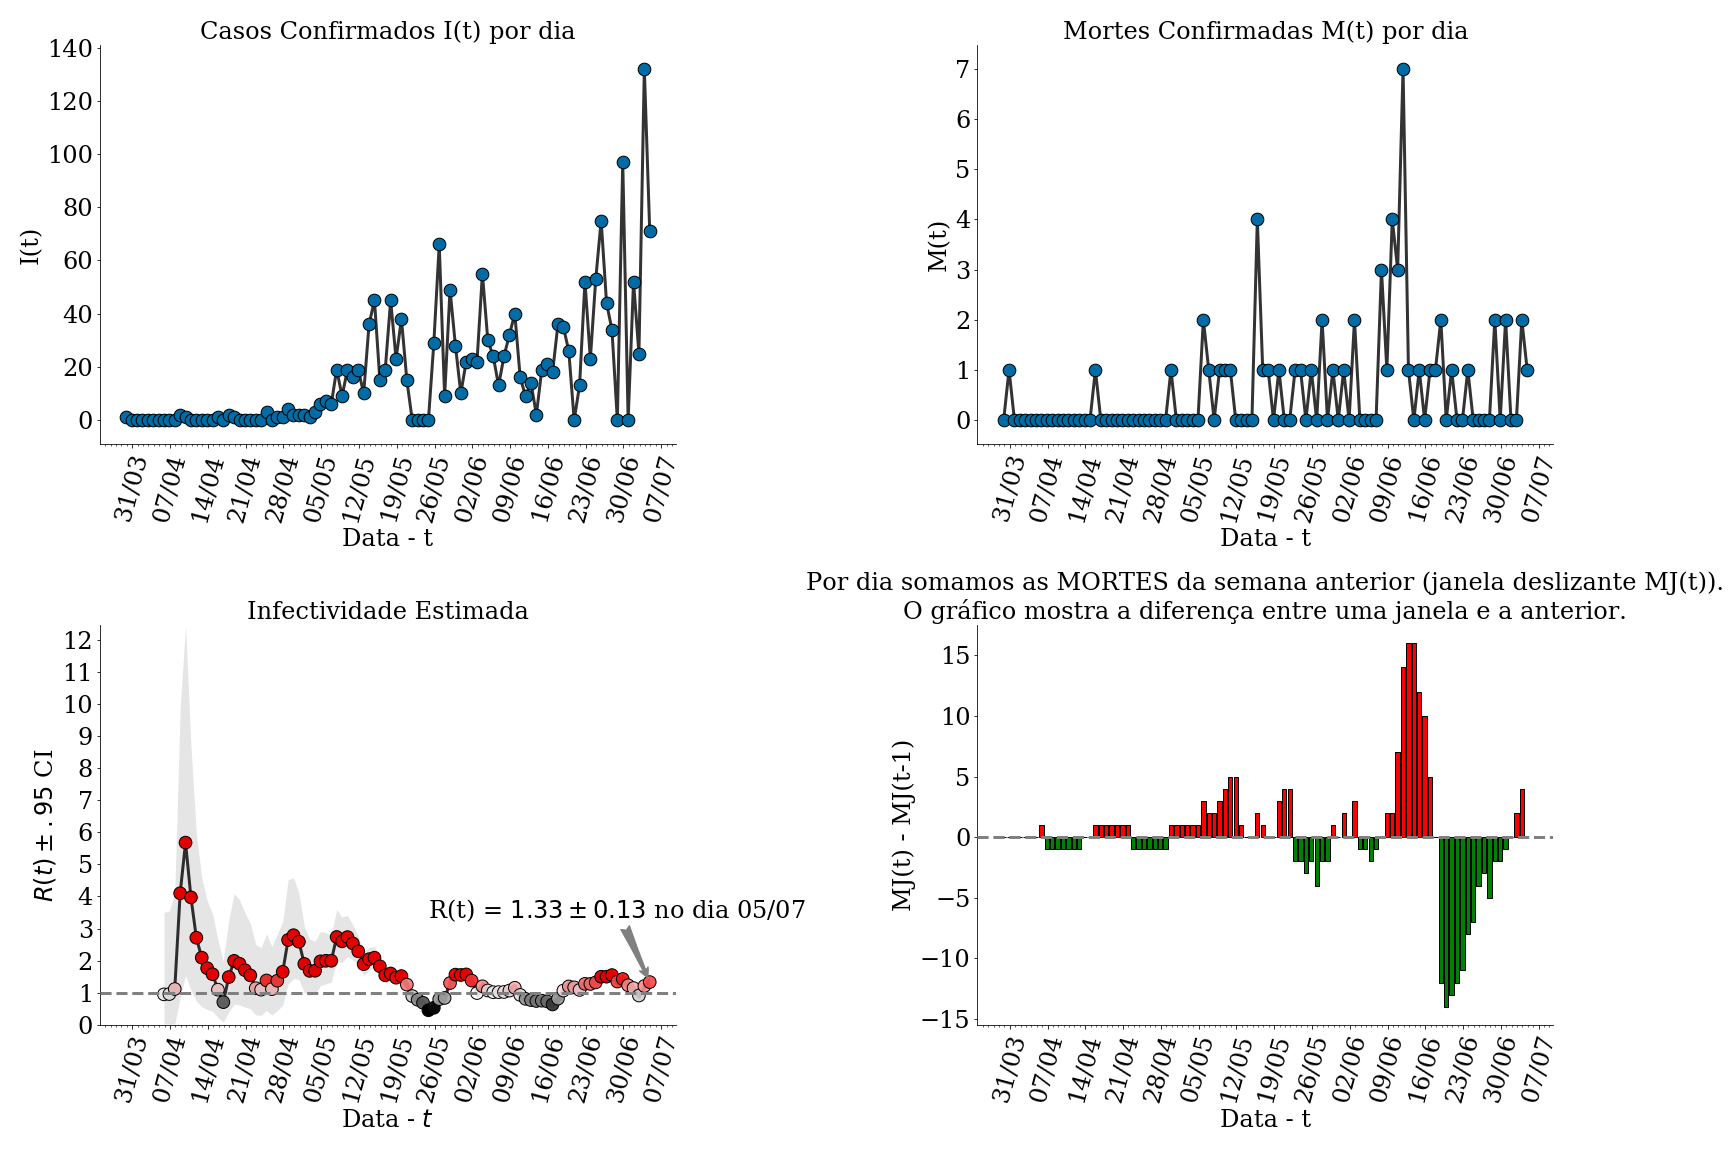 Casos Confirmados I(t) por dia
140
120
100
80
60
40
20
0
I(t)
31/03 07/04 14/04 21/04 28/04 05/05 12/05 19/05 26/05 02/06 09/06 16/06 23/06 30/06 07/07
Data - t
Mortes Confirmadas M(t) por dia
7
6
5
4
3
2
1
0
M(t)
31/03 07/04 14/04 21/04 28/04 05/05 12/05 19/05 26/05 02/06 09/06 16/06 23/06 30/06 07/07
Data - t
Infectividade Estimada
12
11
10
9
8
7
6
5
4
3
2
1
0
R(t) ± .95 CI
R(t) = 1.33 ± 0.13 no dia 05/07
31/03 07/04 14/04 21/04 28/04 05/05 12/05 19/05 26/05 02/06 09/06 16/06 23/06 30/06 07/07
Data - t
Por dia somamos as MORTES da semana anterior (janela deslizante MJ(t)).
O gráfico mostra a diferença entre uma janela e a anterior.
15
10
5
0
−5
−10
−15
MJ(t) - MJ(t-1)
31/03 07/04 14/04 21/04 28/04 05/05 12/05 19/05 26/05 02/06 09/06 16/06 23/06 30/06 07/07
Data - t